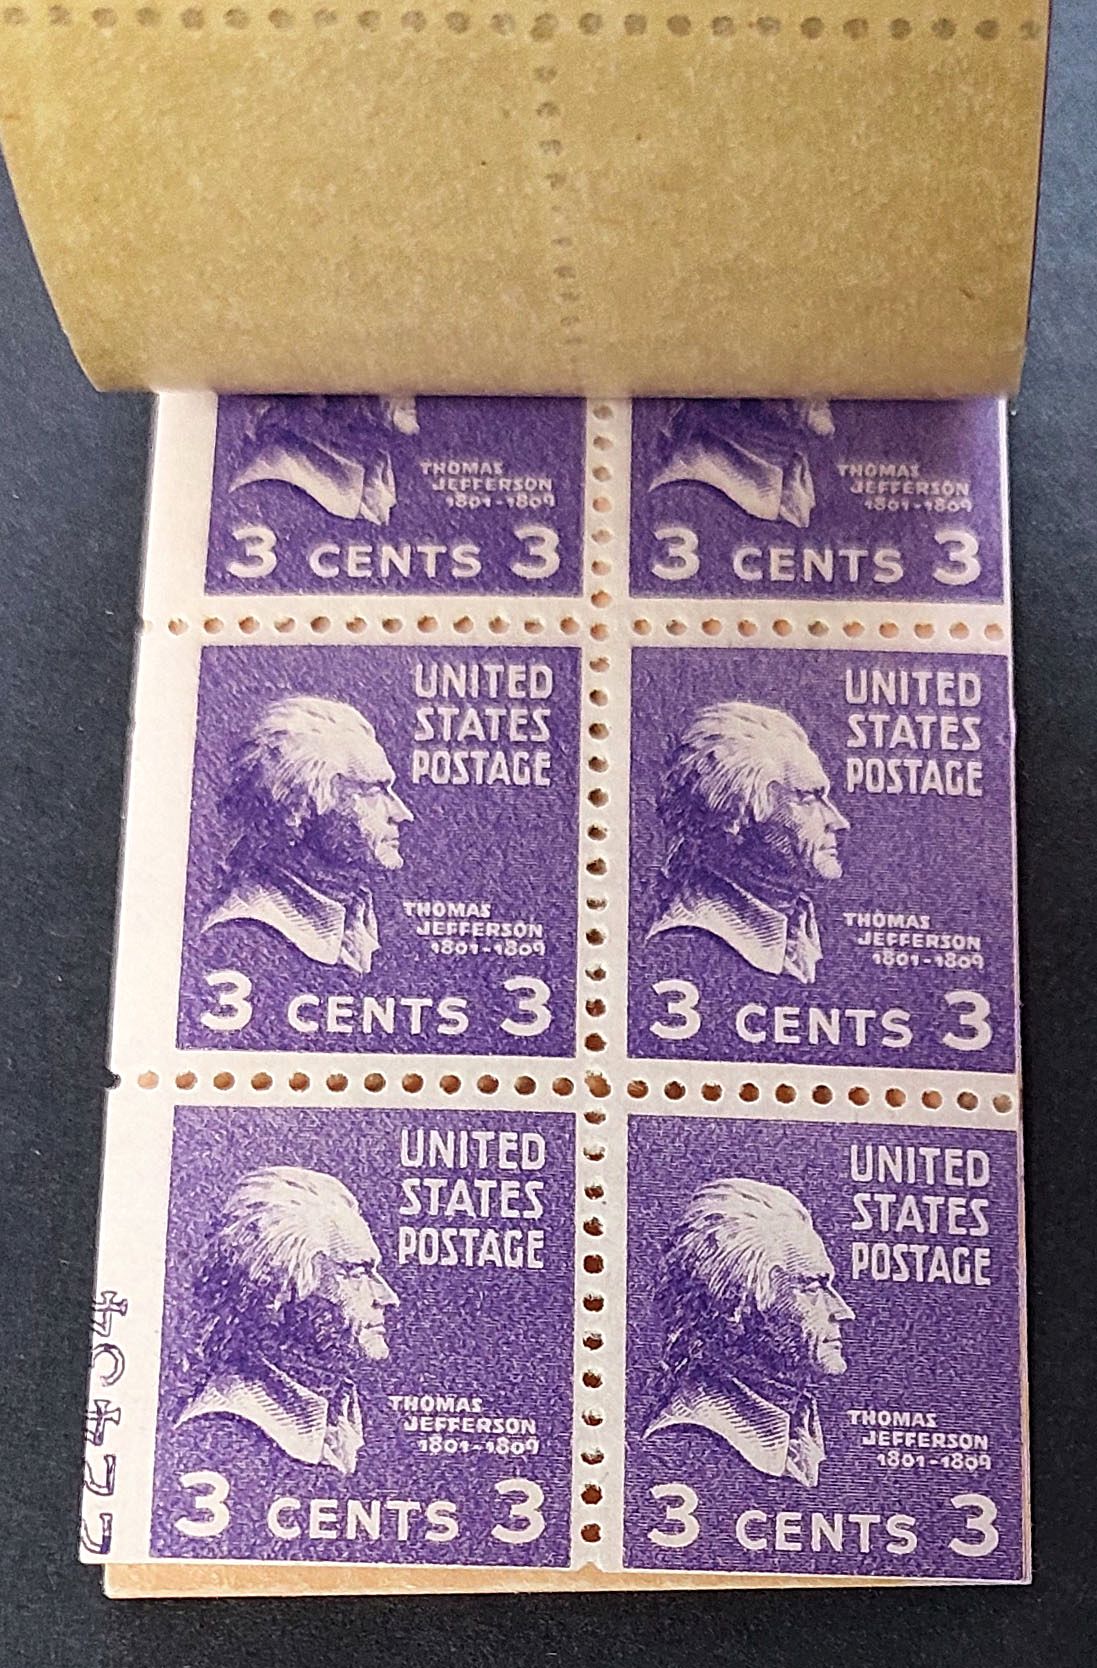 THOMAS
JEFFERSON
1801-1809
3 CENTS 3
THOMAS
JEFFERSON
1801-1809
3 CENTS 3
UNITED
STATES
POSTAGE
THOMAS
JEFFERSON
1801-1809
3 CENTS 3
UNITED
STATES
POSTAGE
THOMAS
JEFFERSON
1801-1809
3 CENTS 3
UNITED
STATES
POSTAGE
THOMAS
JEFFERSON
1801-1809
3 CENTS 3
UNITED
STATES
POSTAGE
THOMAS
JEFFERSON
1801-1809
3 CENTS 3